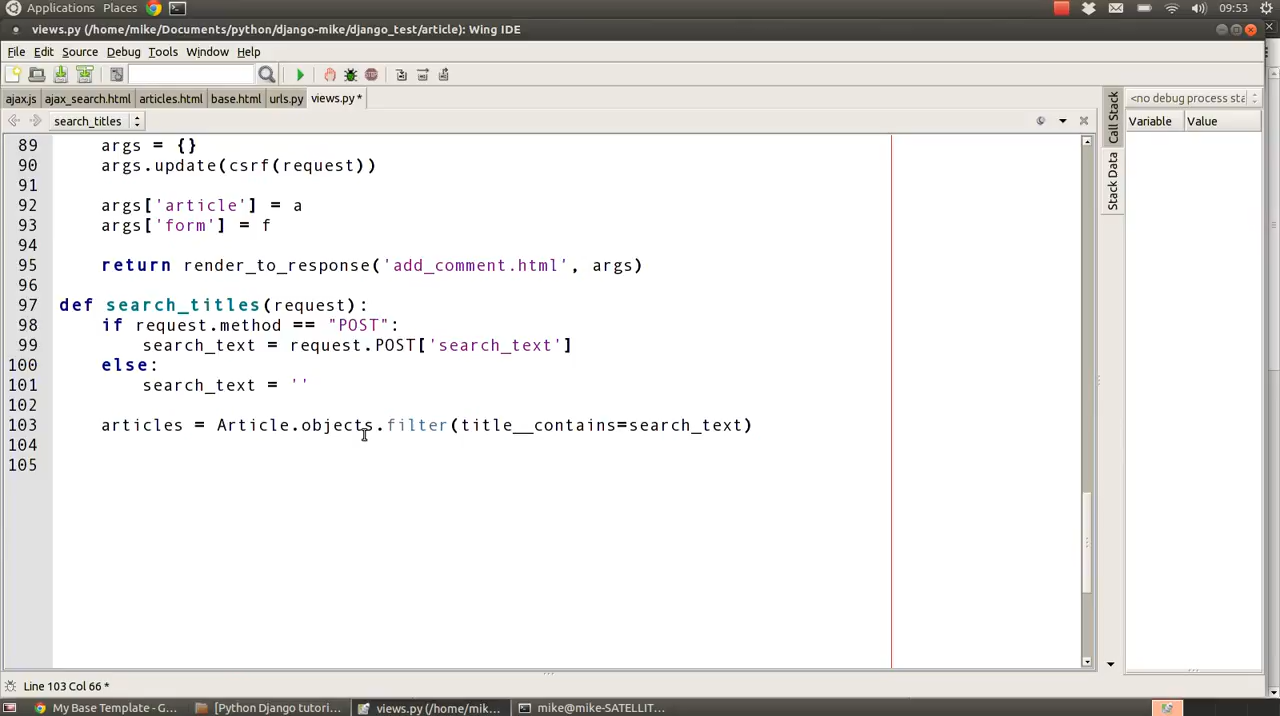 Applications Places 09:53
views.py (/home/mike/Documents/python/django-mike/django_test/article): Wing IDE
File Edit Source Debug Tools Window Help
ajax.js ajax_search.html articles.html base.html urls.py views.py *
<no debug process sta
search_titles
Variable Value
Call Stack
Stack Data
89 args = {}
90 args.update(csrf(request))
91
92 args['article'] = a
93 args['form'] = f
94
95 return render_to_response('add_comment.html', args)
96
97 def search_titles(request):
98 if request.method == "POST":
99 search_text = request.POST['search_text']
100 else:
101 search_text = ''
102
103 articles = Article.objects.filter(title__contains=search_text)
104
105
Line 103 Col 66 *
My Base Template - G... [Python Django tutori... views.py (/home/mik... mike@mike-SATELLIT...